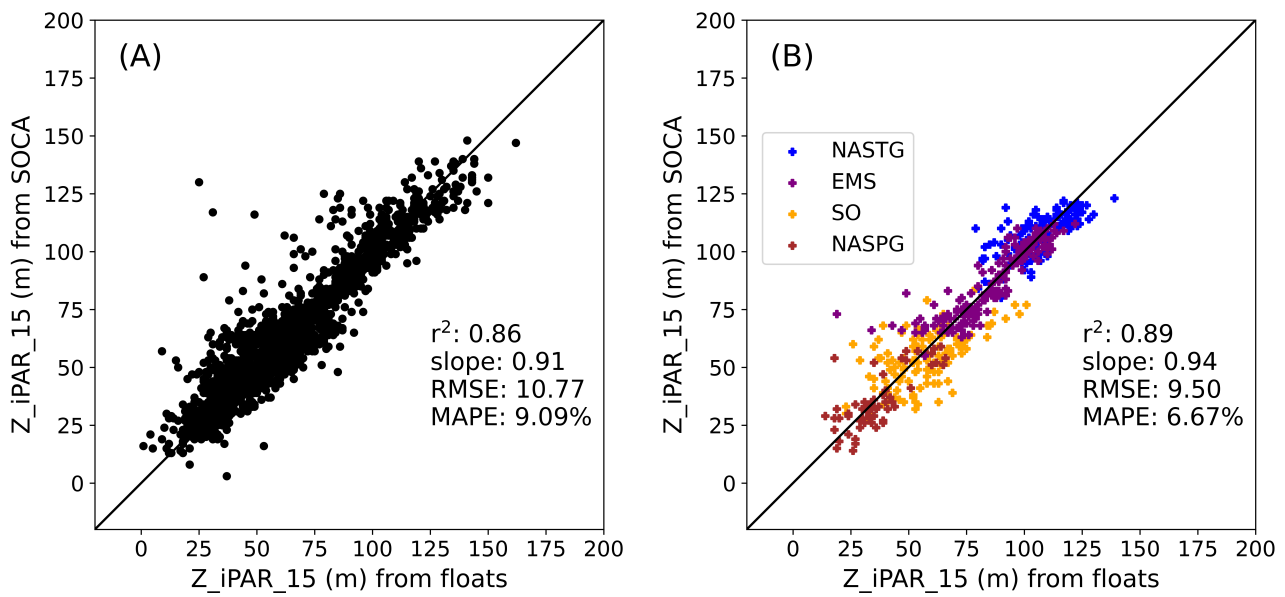 (A)
200
175
150
125
100
75
50
25
0
Z_iPAR_15 (m) from SOCA
r²: 0.86
slope: 0.91
RMSE: 10.77
MAPE: 9.09%
0 25 50 75 100 125 150 175 200
Z_iPAR_15 (m) from floats
(B)
200
175
150
125
100
75
50
25
0
Z_iPAR_15 (m) from SOCA
NASTG
EMS
SO
NASPG
r²: 0.89
slope: 0.94
RMSE: 9.50
MAPE: 6.67%
0 25 50 75 100 125 150 175 200
Z_iPAR_15 (m) from floats